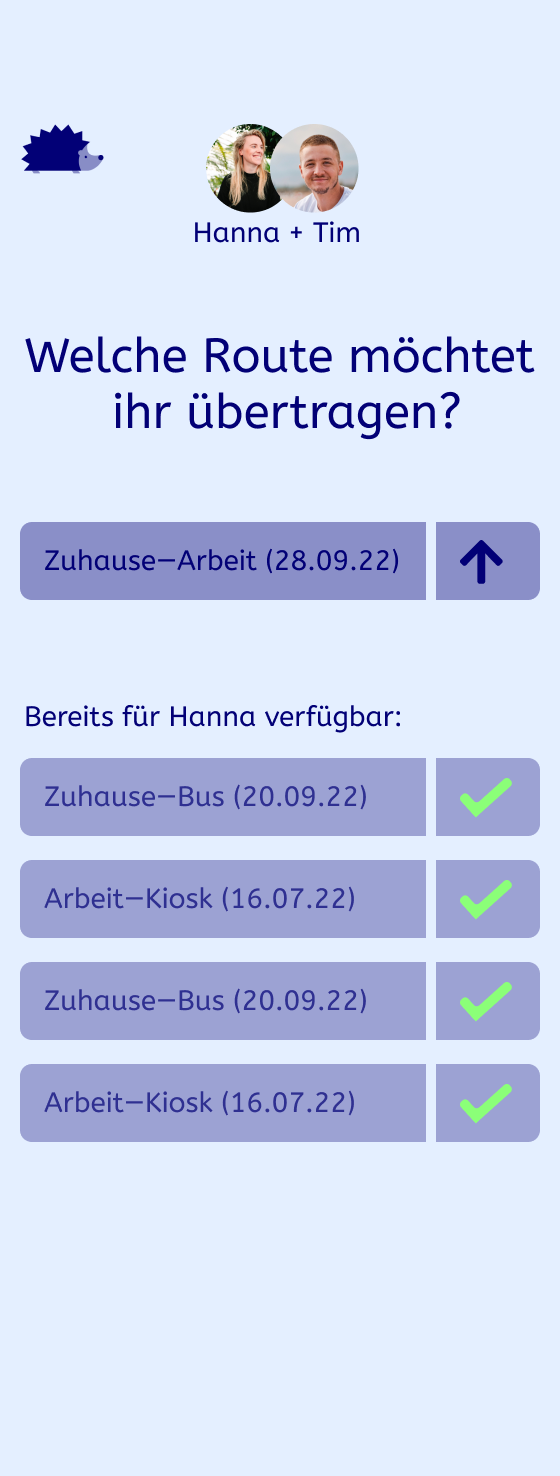 Hanna + Tim
Welche Route möchtet
ihr übertragen?
Zuhause–Arbeit (28.09.22)
Bereits für Hanna verfügbar:
Zuhause–Bus (20.09.22)
Arbeit–Kiosk (16.07.22)
Zuhause–Bus (20.09.22)
Arbeit–Kiosk (16.07.22)